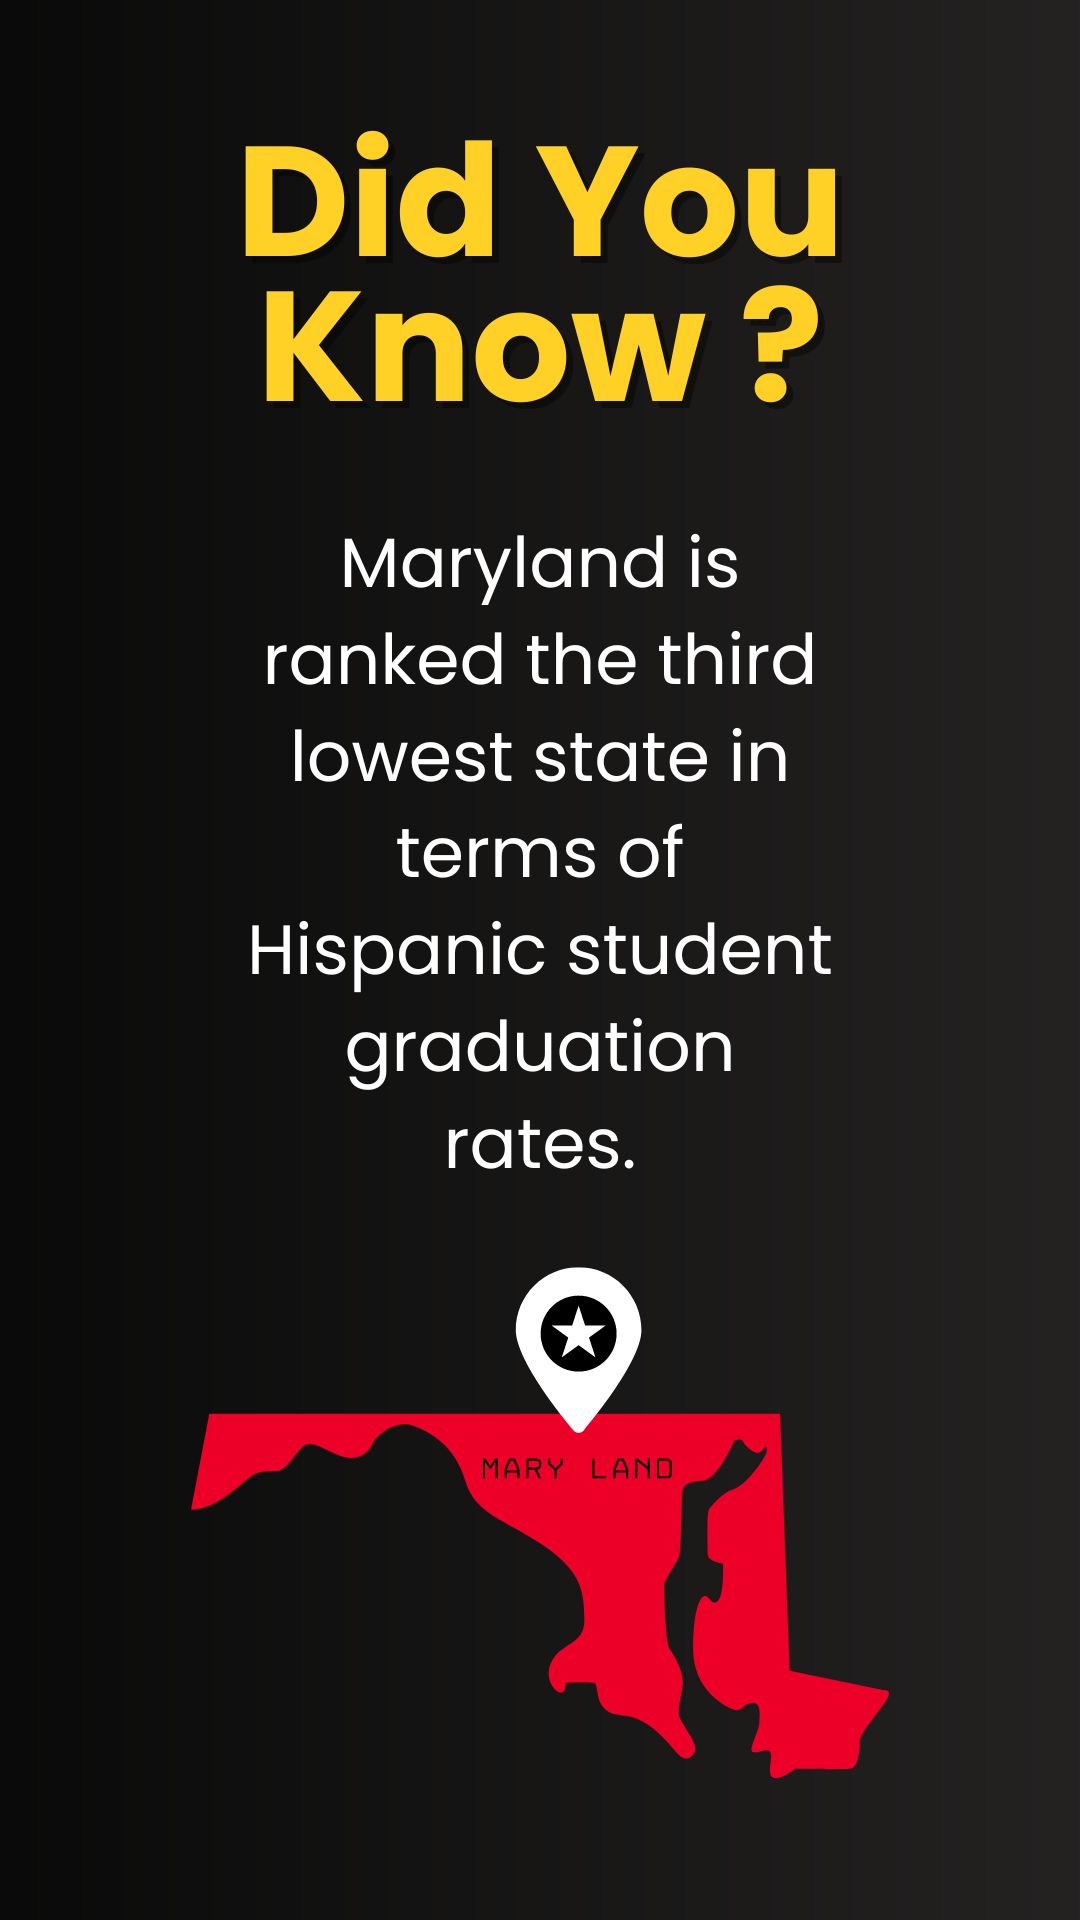 Did You
Know ?
Maryland is
ranked the third
lowest state in
terms of
Hispanic student
graduation
rates.
MARY LAND